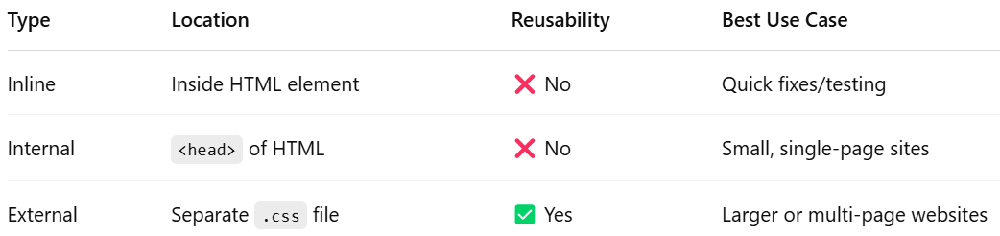 Type Location Reusability Best Use Case
Inline Inside HTML element ❌ No Quick fixes/testing
Internal <head> of HTML ❌ No Small, single-page sites
External Separate .css file ✅ Yes Larger or multi-page websites